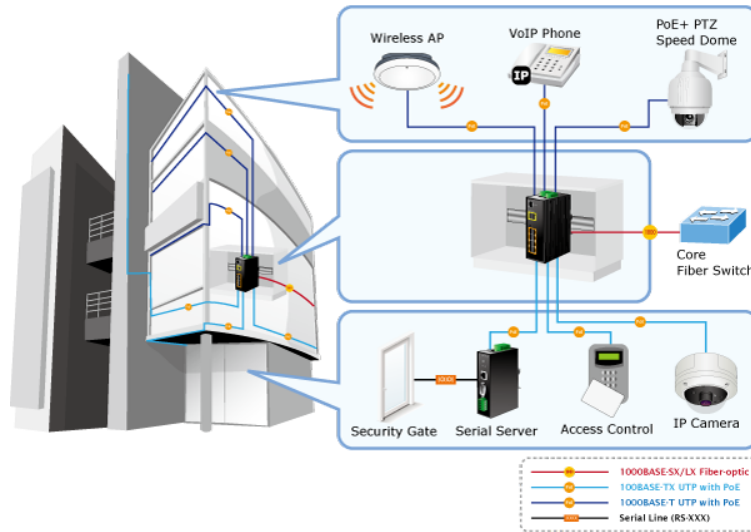 Wireless AP
VoIP Phone
PoE+ PTZ
Speed Dome
IP
Core
Fiber Switch
Security Gate
Serial Server
Access Control
IP Camera
1000BASE-SX/LX Fiber-optic
100BASE-TX UTP with PoE
1000BASE-T UTP with PoE
Serial Line (RS-XXX)